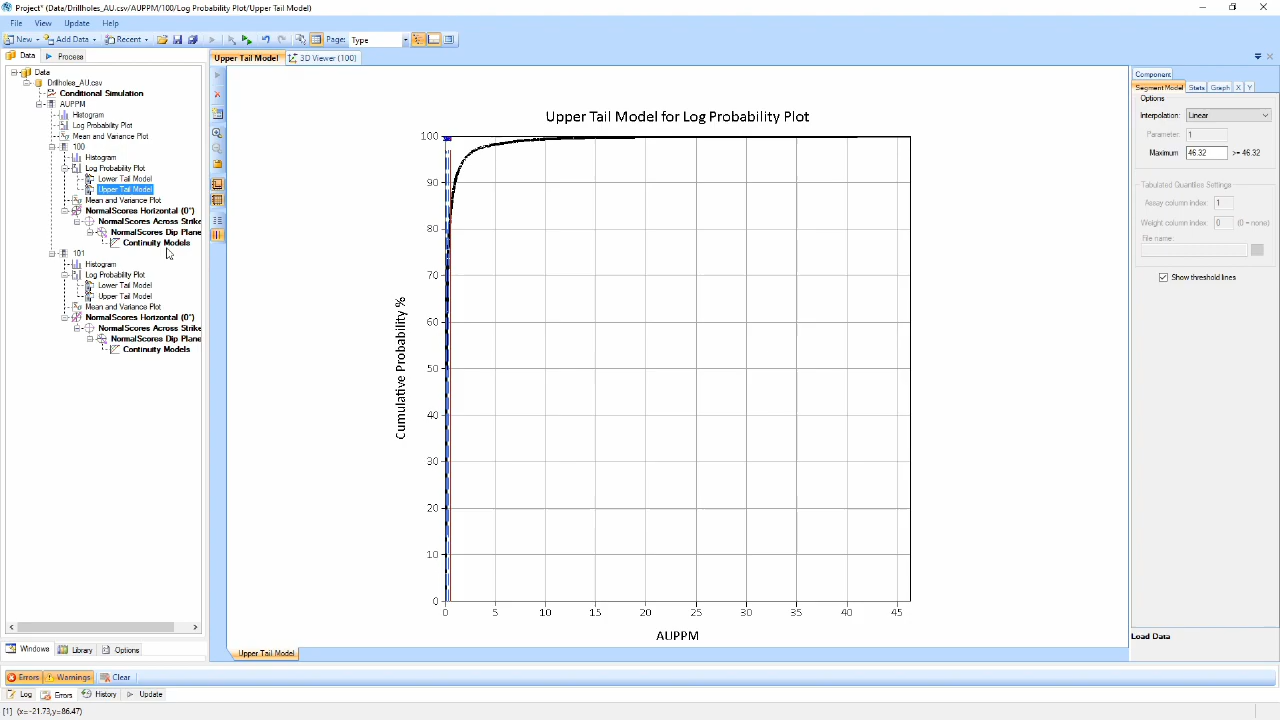 Project* (Data/Drillholes_AU.csv/AUPPM/100/Log Probability Plot/Upper Tail Model)
File View Update Help
New Add Data Recent Page: Type
Data Process
Upper Tail Model 3D Viewer (100)
Data
Drillholes_AU.csv
Conditional Simulation
AUPPM
Histogram
Log Probability Plot
Mean and Variance Plot
100
Histogram
Log Probability Plot
Lower Tail Model
Upper Tail Model
Mean and Variance Plot
NormalScores Horizontal (0°)
NormalScores Across Strike
NormalScores Dip Plane
Continuity Models
101
Histogram
Log Probability Plot
Lower Tail Model
Upper Tail Model
Mean and Variance Plot
NormalScores Horizontal (0°)
NormalScores Across Strike
NormalScores Dip Plane
Continuity Models
Windows Library Options
Upper Tail Model for Log Probability Plot
100
90
80
70
60
50
40
30
20
10
0
Cumulative Probability %
0 5 10 15 20 25 30 35 40 45
AUPPM
Upper Tail Model
Component
Segment Model Stats Graph X Y
Options
Interpolation: Linear
Parameter: 1
Maximum 46.32 >= 46.32
Tabulated Quantiles Settings
Assay column index: 1
Weight column index: 0 (0 = none)
File name:
Show threshold lines
Load Data
Errors Warnings Clear
Log Errors History Update
[1] (x=-21.73,y=86.47)